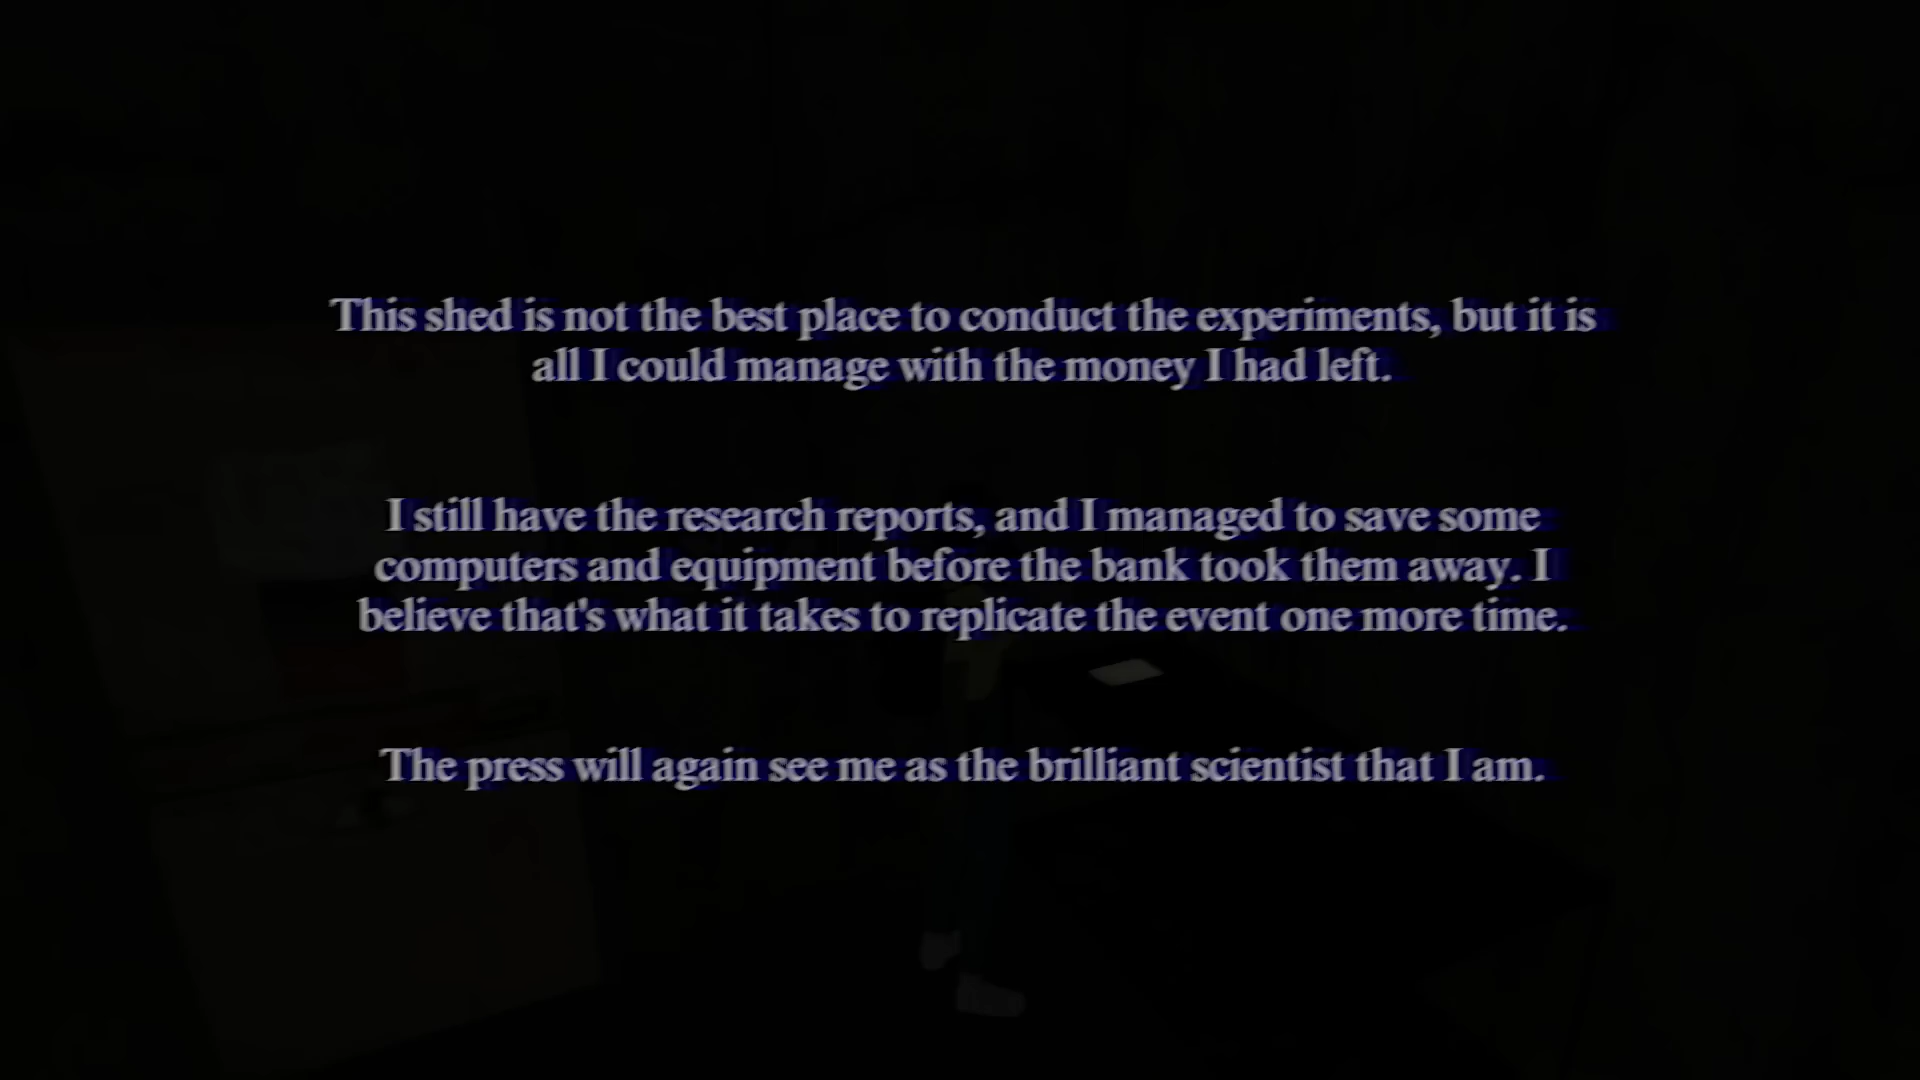 This shed is not the best place to conduct the experiments, but it is
all I could manage with the money I had left.
I still have the research reports, and I managed to save some
computers and equipment before the bank took them away. I
believe that's what it takes to replicate the event one more time.
The press will again see me as the brilliant scientist that I am.